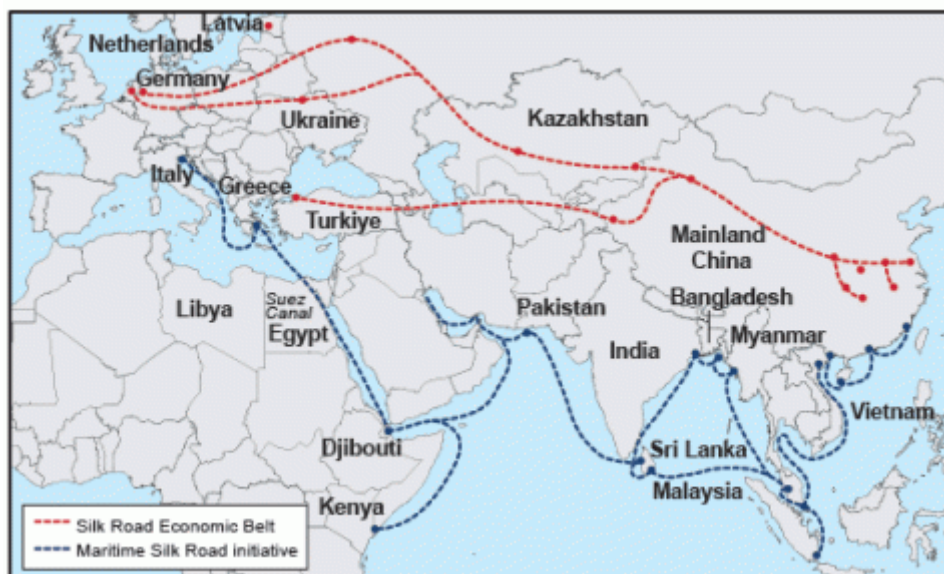 Latvia
Netherlands
Germany
Ukraine
Kazakhstan
Italy
Greece
Turkiye
Mainland
China
Suez
Canal
Libya
Egypt
Pakistan
Bangladesh
India
Myanmar
Vietnam
Djibouti
Sri Lanka
Malaysia
Kenya
Silk Road Economic Belt
Maritime Silk Road initiative